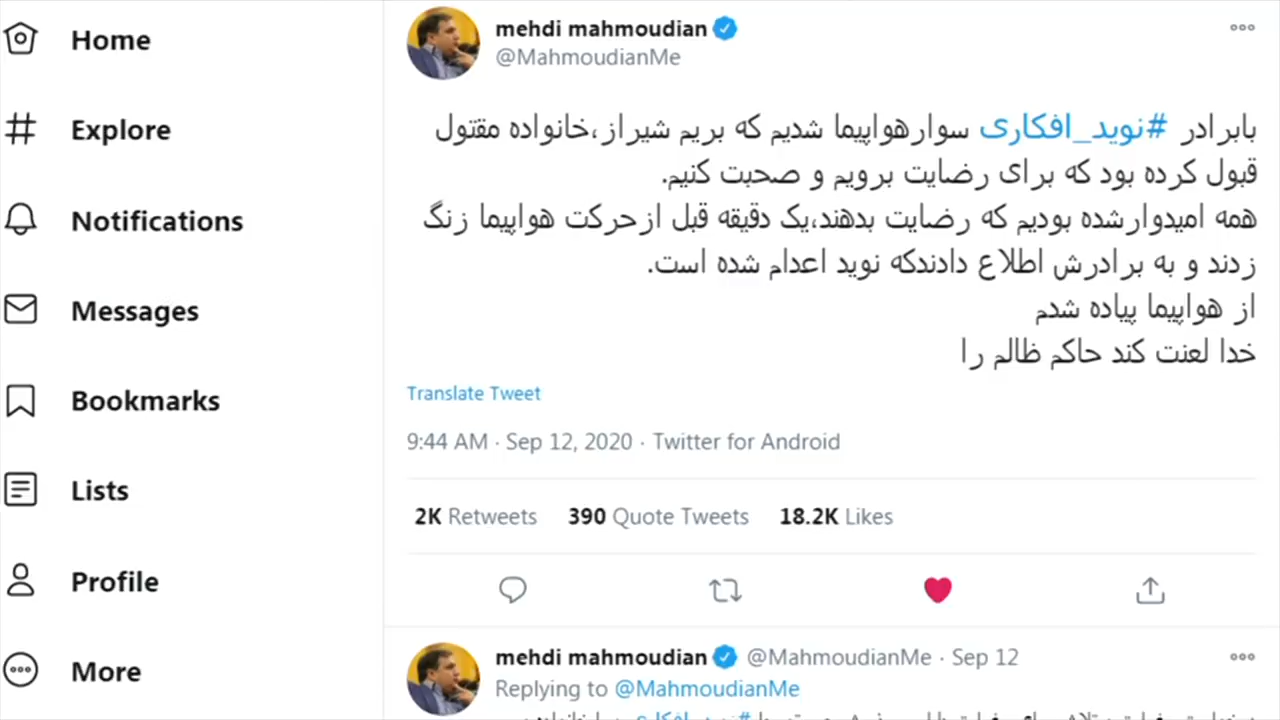 Home
Explore
Notifications
Messages
Bookmarks
Lists
Profile
More
mehdi mahmoudian
@MahmoudianMe
بابرادر #نوید_افکاری سوارهواپیما شدیم که بریم شیراز،خانواده مقتول
قبول کرده بود که برای رضایت برویم و صحبت کنیم.
همه امیدوارشده بودیم که رضایت بدهند،یک دقیقه قبل ازحرکت هواپیما زنگ
زدند و به برادرش اطلاع دادندکه نوید اعدام شده است.
از هواپیما پیاده شدم
خدا لعنت کند حاکم ظالم را
Translate Tweet
9:44 AM · Sep 12, 2020 · Twitter for Android
2K Retweets 390 Quote Tweets 18.2K Likes
mehdi mahmoudian @MahmoudianMe · Sep 12
Replying to @MahmoudianMe